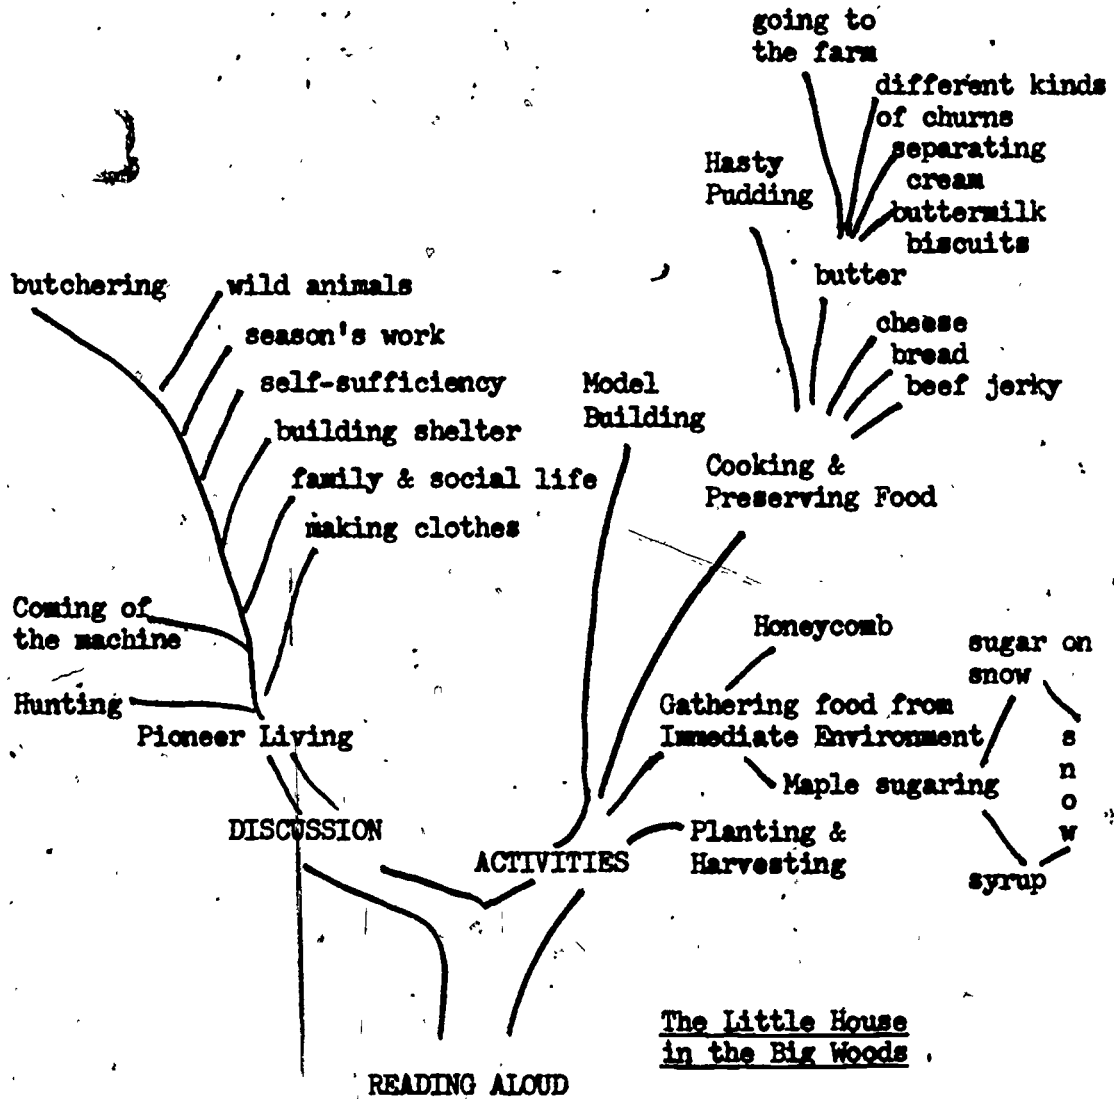 going to
the farm
different kinds
of churns
separating
cream
buttermilk
biscuits
Hasty
Pudding
butter
butchering
wild animals
season's work
self-sufficiency
building shelter
family & social life
making clothes
cheese
bread
beef jerky
Model
Building
Cooking &
Preserving Food
Coming of
the machine
Hunting
Pioneer Living
Honeycomb
Gathering food from
Immediate Environment
Maple sugaring
sugar on
snow
s
n
o
w
syrup
Planting &
Harvesting
DISCUSSION
ACTIVITIES
The Little House
in the Big Woods
READING ALOUD